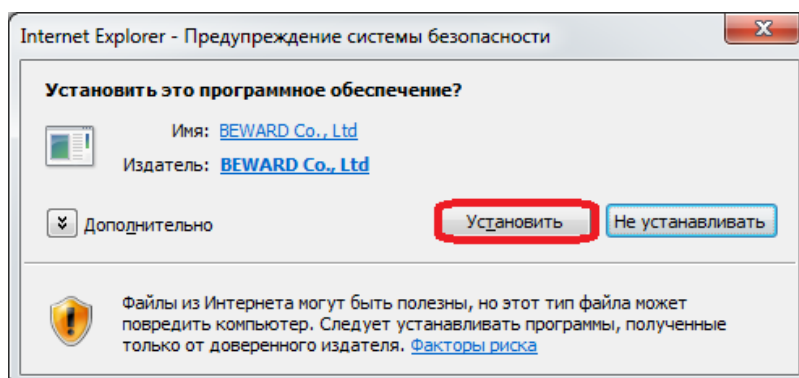 Internet Explorer - Предупреждение системы безопасности
Установить это программное обеспечение?
Имя: BEWARD Co., Ltd
Издатель: BEWARD Co., Ltd
Дополнительно Установить Не устанавливать
Файлы из Интернета могут быть полезны, но этот тип файла может
повредить компьютер. Следует устанавливать программы, полученные
только от доверенного издателя. Факторы риска